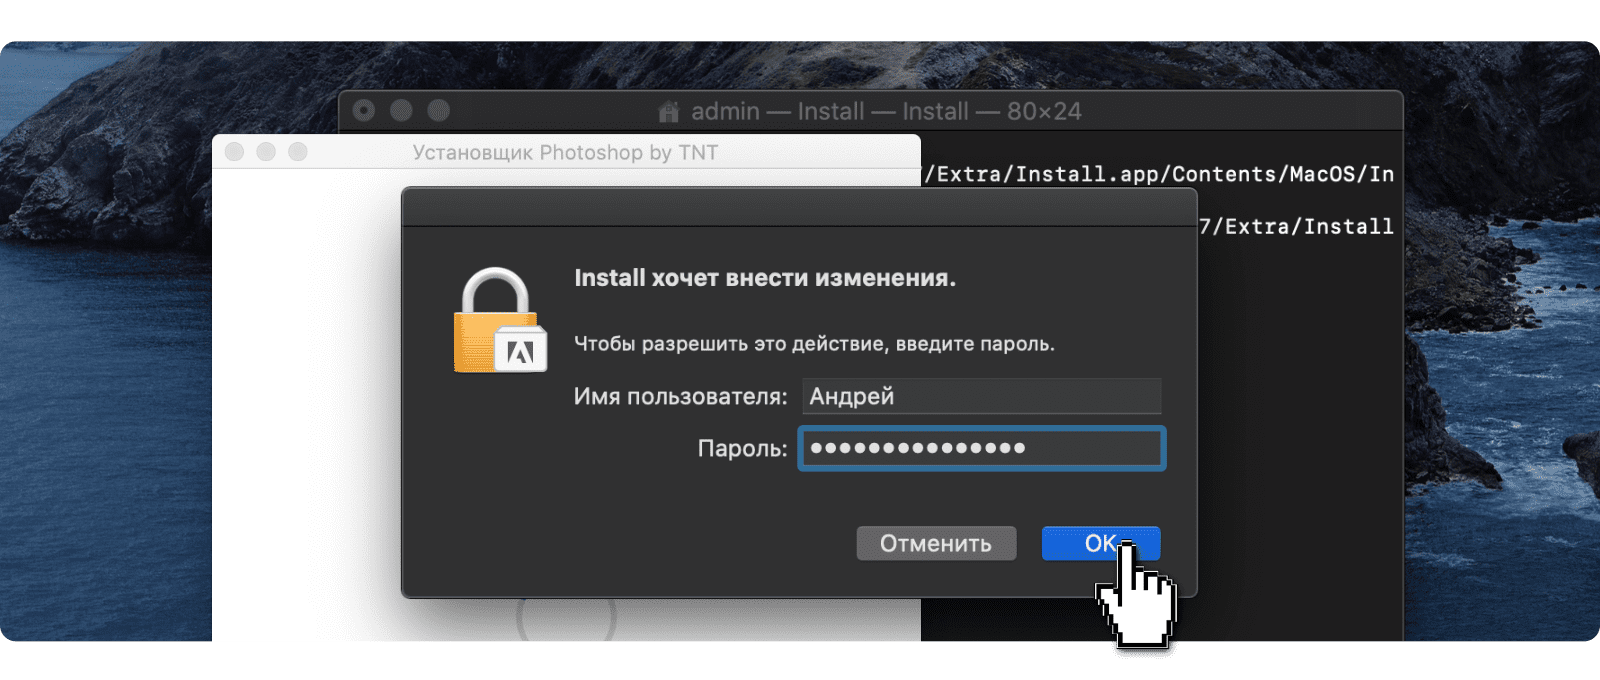 admin — Install — Install — 80×24
Установщик Photoshop by TNT
/Extra/Install.app/Contents/MacOS/In
7/Extra/Install
Install хочет внести изменения.
Чтобы разрешить это действие, введите пароль.
Имя пользователя: Андрей
Пароль: ●●●●●●●●●●●●●●●
Отменить OK